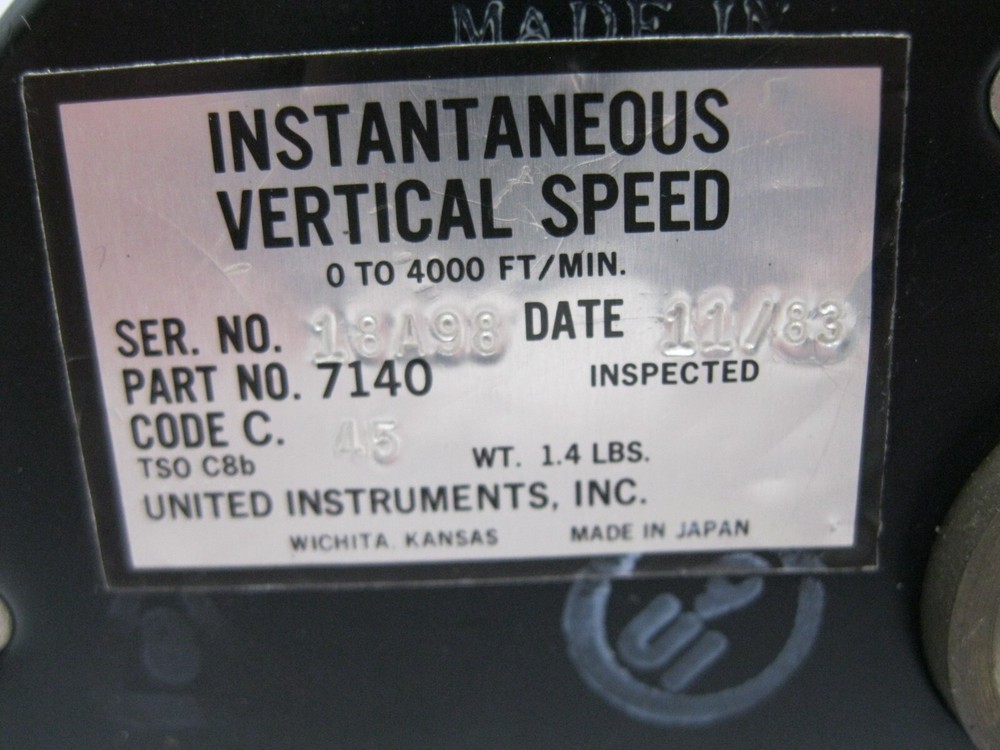 MADE IN
INSTANTANEOUS
VERTICAL SPEED
0 TO 4000 FT/MIN.
SER. NO. 18A98 DATE 11/83
PART NO. 7140 INSPECTED
CODE C. 45
TSO C8b WT. 1.4 LBS.
UNITED INSTRUMENTS, INC.
WICHITA, KANSAS MADE IN JAPAN
UI